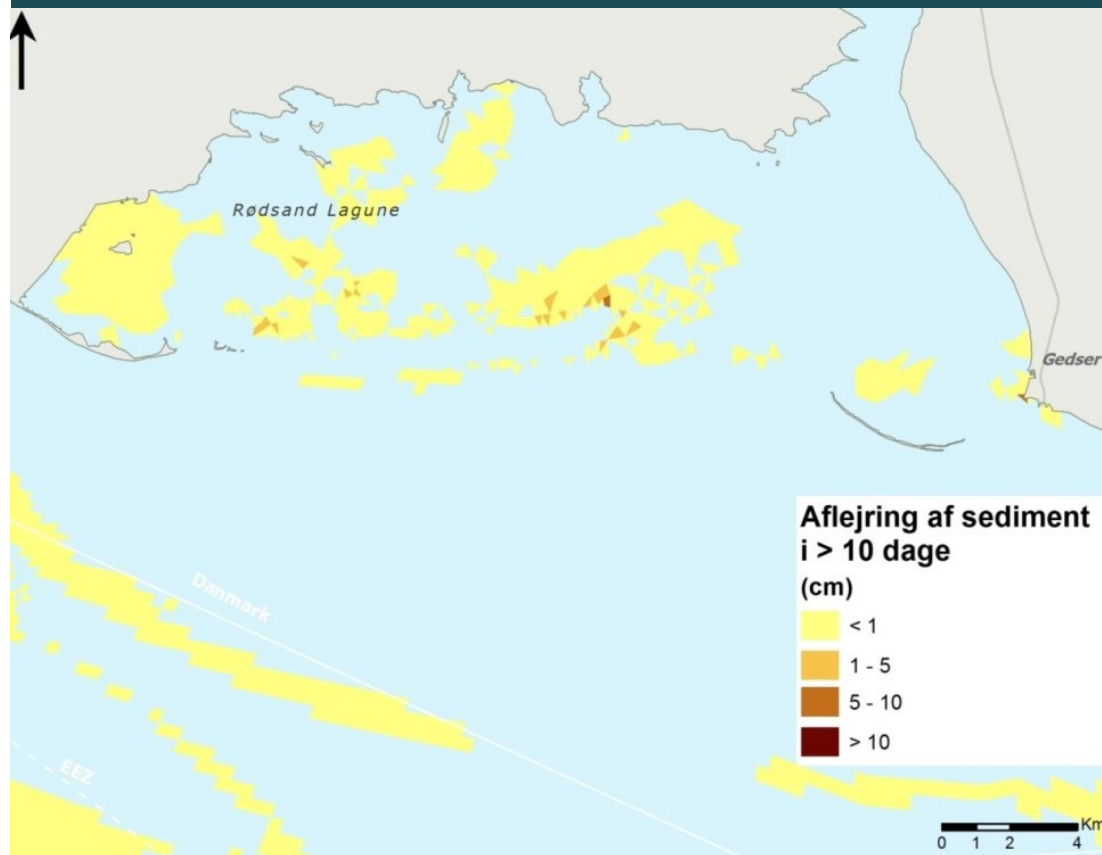 Rødsand Lagune
Gedser
Danmark
EEZ
Aflejring af sediment
i > 10 dage
(cm)
< 1
1 - 5
5 - 10
> 10
Km
0 1 2 4